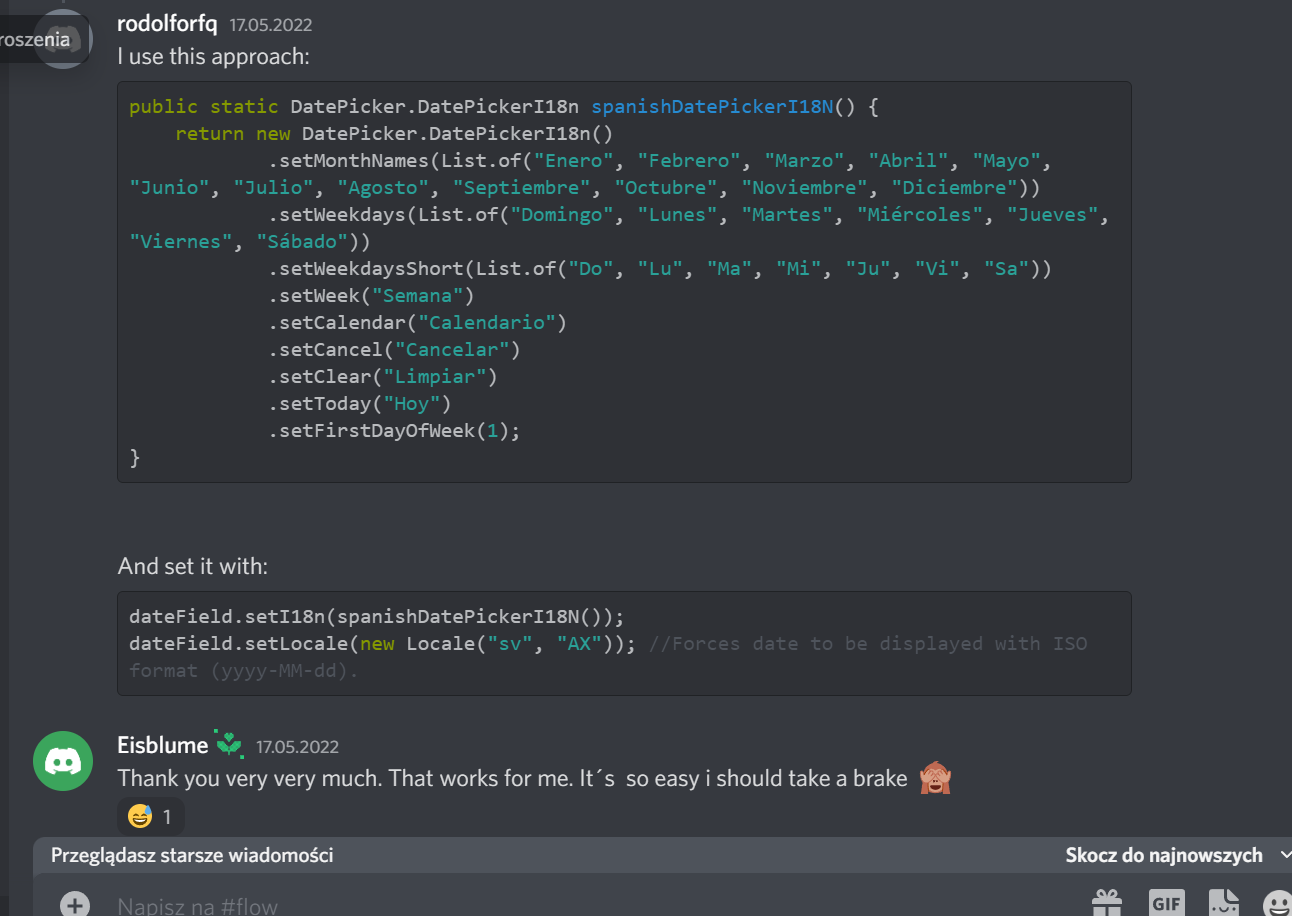 rodolforfq 17.05.2022
roszenia
I use this approach:
public static DatePicker.DatePickerI18n spanishDatePickerI18N() {
    return new DatePicker.DatePickerI18n()
            .setMonthNames(List.of("Enero", "Febrero", "Marzo", "Abril", "Mayo",
"Junio", "Julio", "Agosto", "Septiembre", "Octubre", "Noviembre", "Diciembre"))
            .setWeekdays(List.of("Domingo", "Lunes", "Martes", "Miércoles", "Jueves",
"Viernes", "Sábado"))
            .setWeekdaysShort(List.of("Do", "Lu", "Ma", "Mi", "Ju", "Vi", "Sa"))
            .setWeek("Semana")
            .setCalendar("Calendario")
            .setCancel("Cancelar")
            .setClear("Limpiar")
            .setToday("Hoy")
            .setFirstDayOfWeek(1);
}
And set it with:
dateField.setI18n(spanishDatePickerI18N());
dateField.setLocale(new Locale("sv", "AX")); //Forces date to be displayed with ISO
format (yyyy-MM-dd).
Eisblume 17.05.2022
Thank you very very much. That works for me. It´s  so easy i should take a brake 🙈
😅 1
Przeglądasz starsze wiadomości Skocz do najnowszych
Napisz na #flow GIF